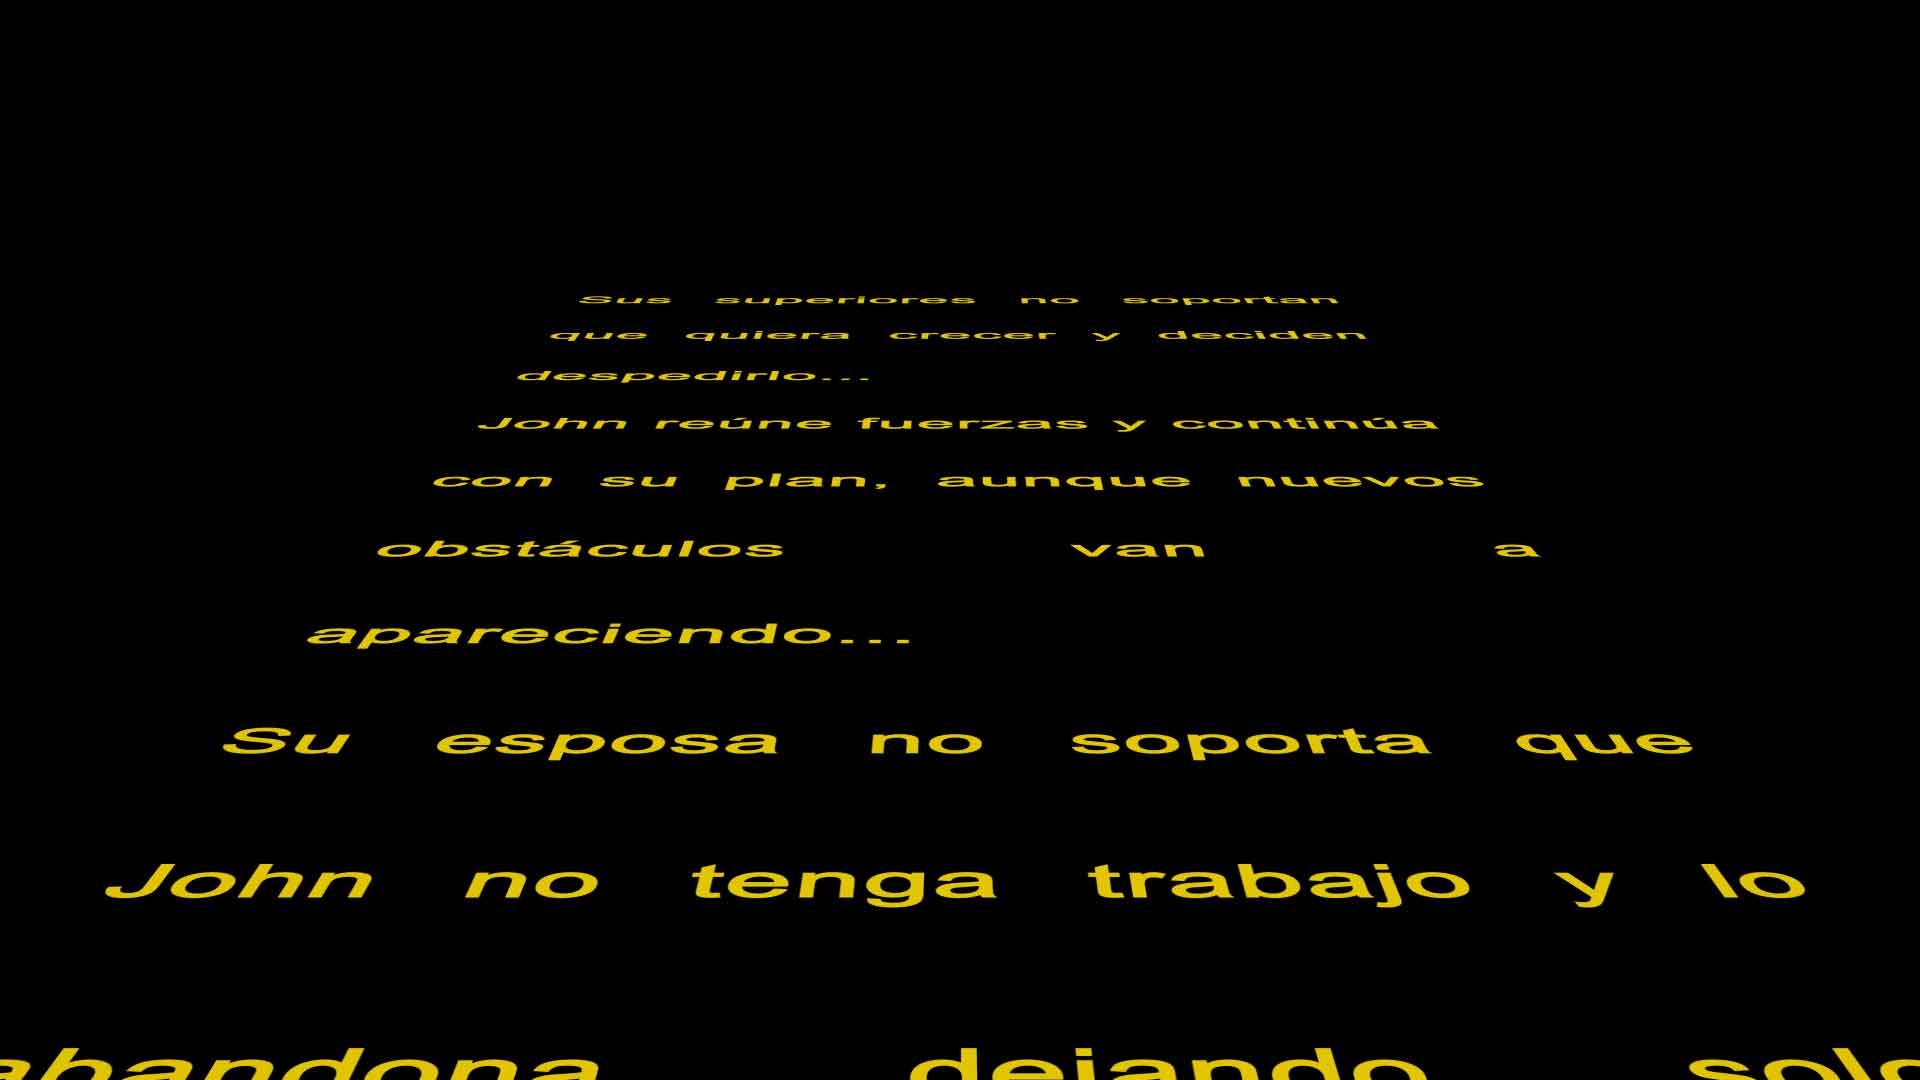 Sus superiores no soportan
que quiera crecer y deciden
despedirlo...
John reúne fuerzas y continúa
con su plan, aunque nuevos
obstáculos van a
apareciendo...
Su esposa no soporta que
John no tenga trabajo y lo
abandona dejando solo